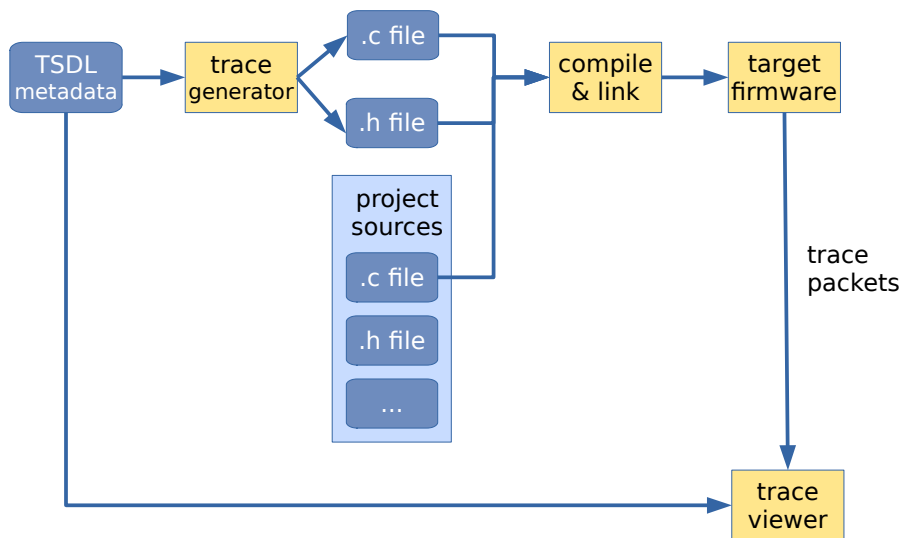 TSDL
metadata
trace
generator
.c file
.h file
project
sources
.c file
.h file
...
compile
& link
target
firmware
trace
packets
trace
viewer